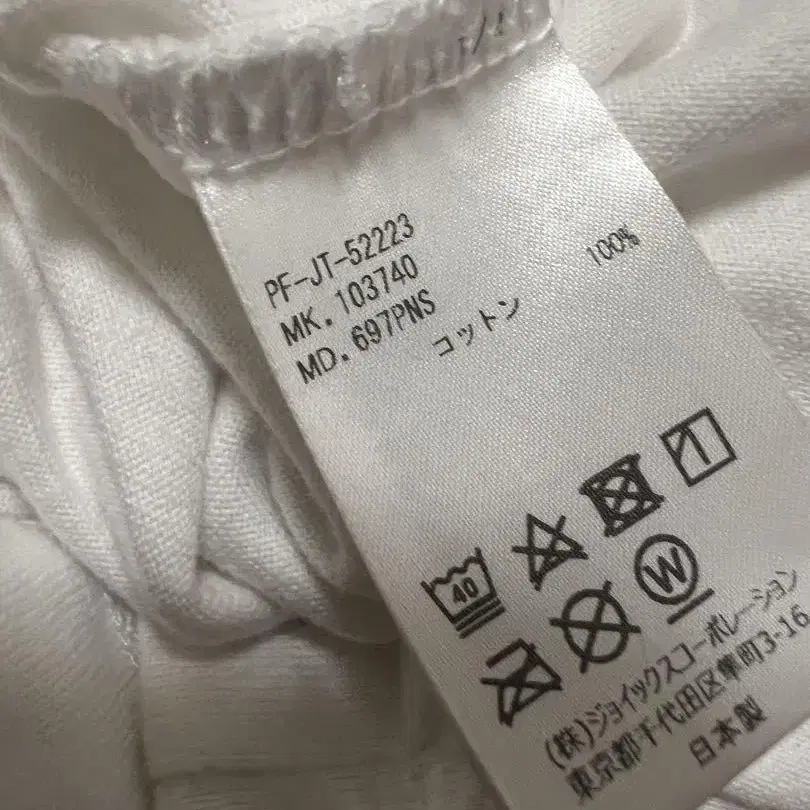 PF-JT-52223
MK. 103740
MD. 697PNS
コットン 100%
40
W
(株)ジョイックスコーポレーション
東京都千代田区隼町3-16
日本製